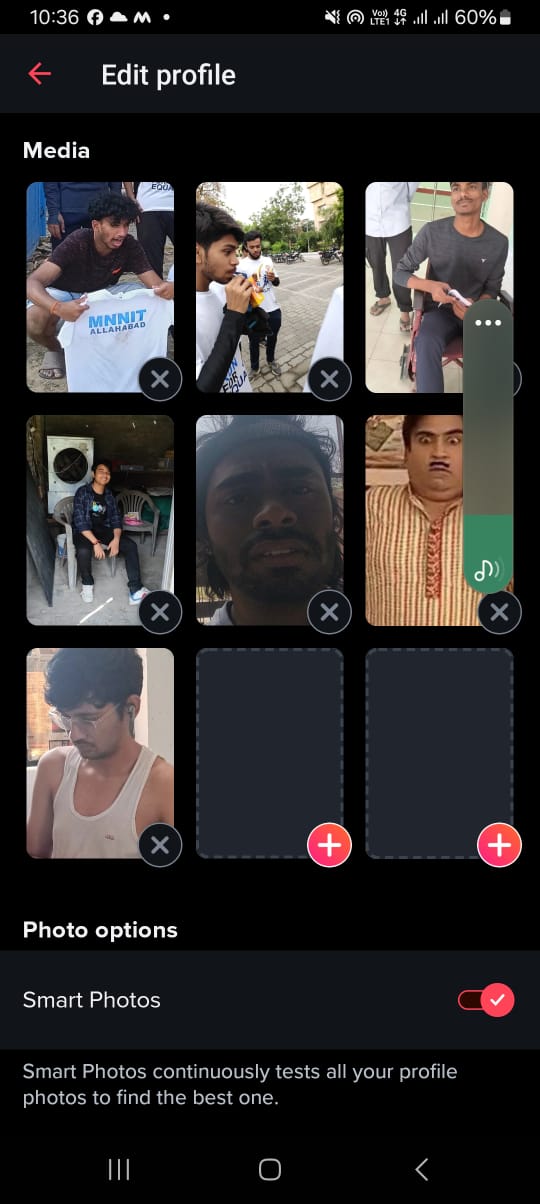 10:36 Vo)) LTE1 4G 60%
Edit profile
Media
EQUA
MNNIT
ALLAHABAD
Photo options
Smart Photos
Smart Photos continuously tests all your profile
photos to find the best one.